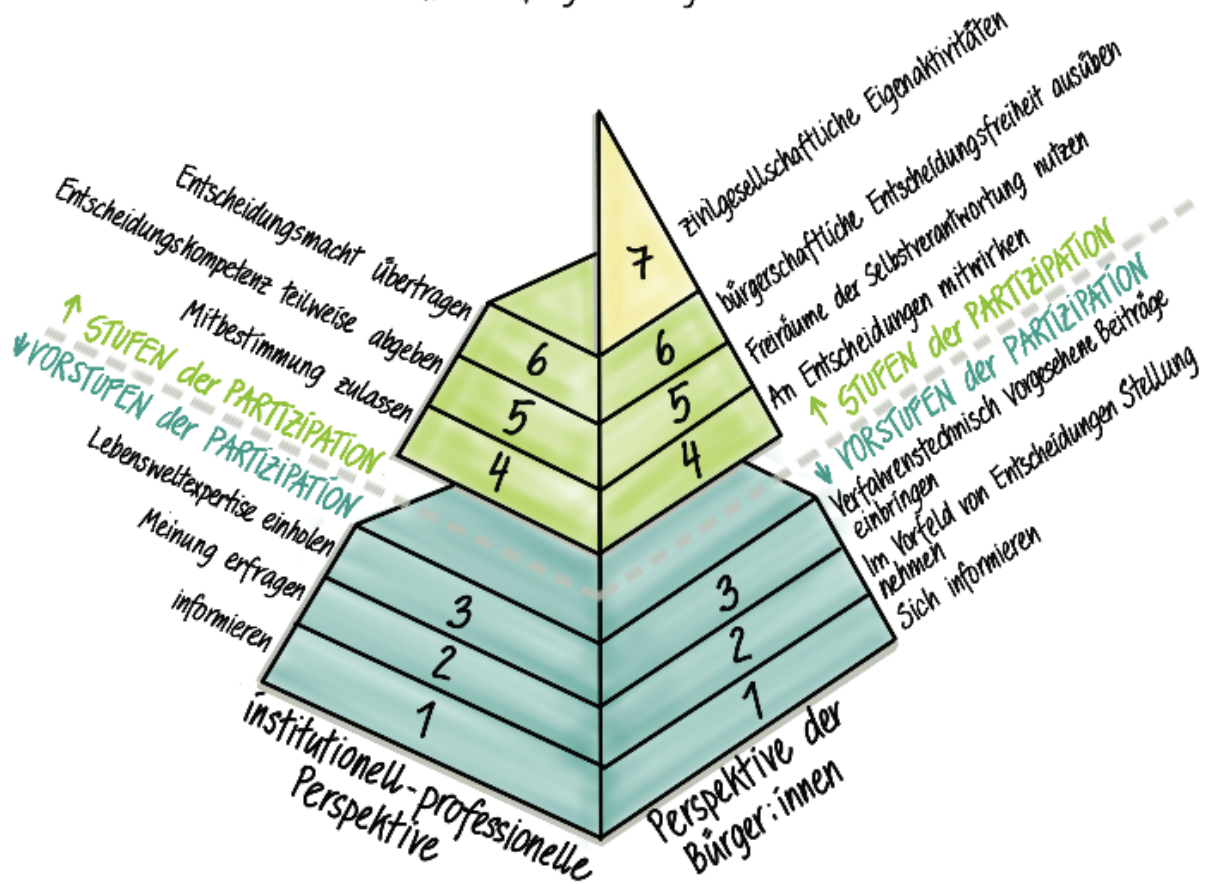 zivilgesellschaftliche Eigenaktivitäten
7
Entscheidungsmacht übertragen
6
6
bürgerschaftliche Entscheidungsfreiheit ausüben
Entscheidungskompetenz teilweise abgeben
5
5
Freiräume der Selbstverantwortung nutzen
Mitbestimmung zulassen
4
4
An Entscheidungen mitwirken
↑ STUFEN der PARTIZIPATION
↓ VORSTUFEN der PARTIZIPATION
↑ STUFEN der PARTIZIPATION
↓ VORSTUFEN der PARTIZIPATION
Lebensweltexpertise einholen
3
3
Verfahrenstechnisch vorgesehene Beiträge
einbringen
Meinung erfragen
2
2
Im Vorfeld von Entscheidungen Stellung
nehmen
informieren
1
1
Sich informieren
institutionell-professionelle
Perspektive
Perspektive der
Bürger:innen